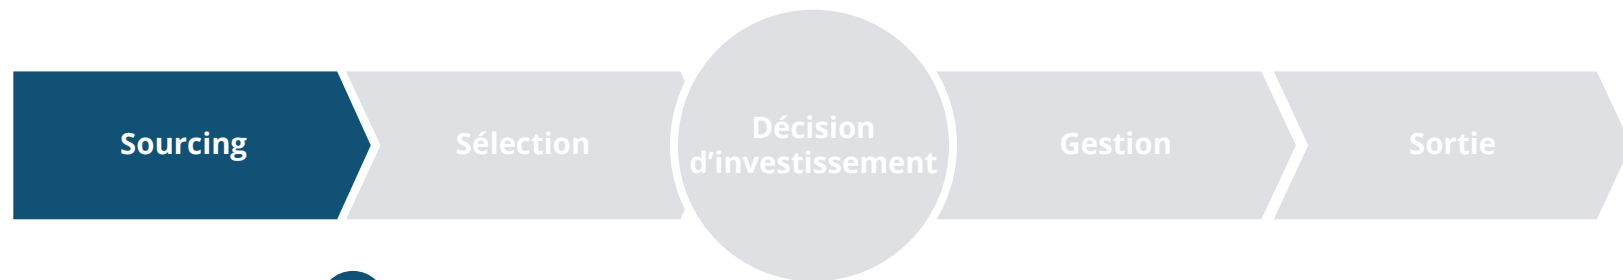 Sourcing
Sélection
Décision
d’investissement
Gestion
Sortie